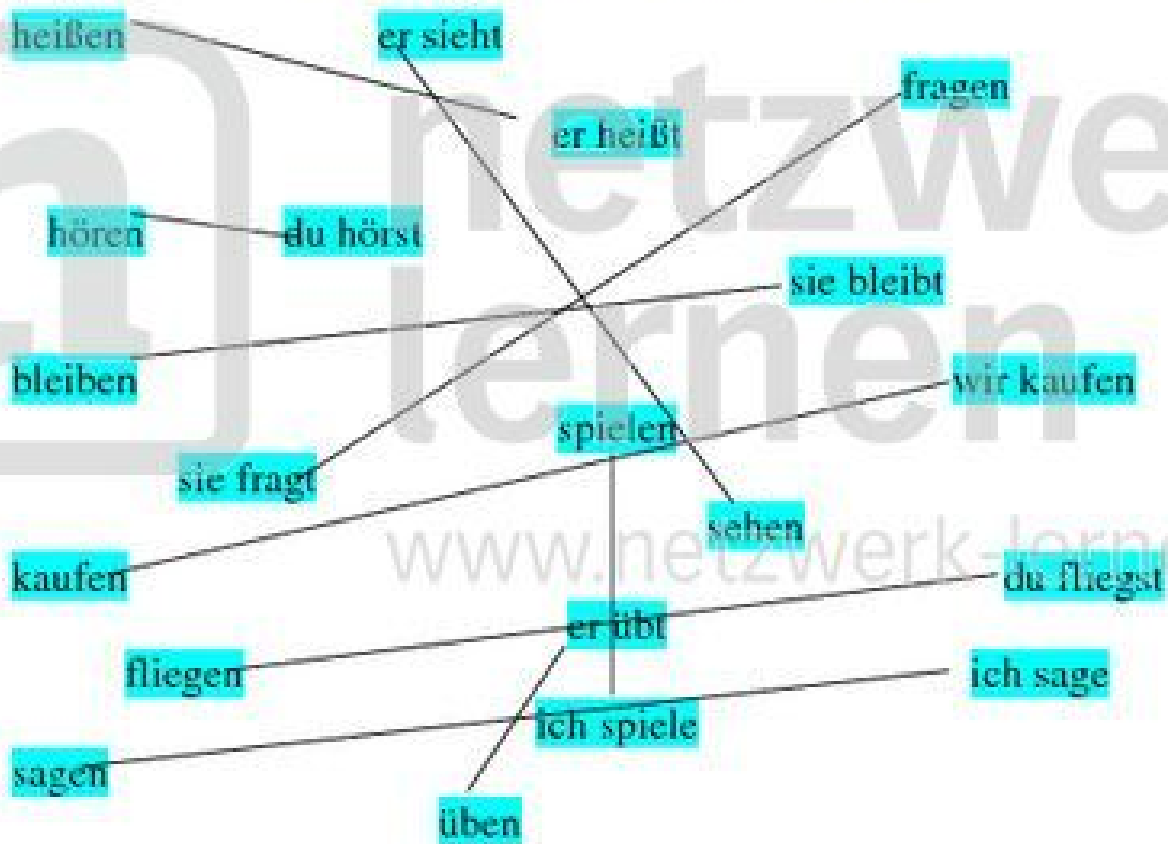 heißen
er sieht
fragen
er heißt
hören
du hörst
sie bleibt
bleiben
wir kaufen
spielen
sie fragt
sehen
kaufen
du fliegst
er übt
fliegen
ich sage
ich spiele
sagen
üben
netzwe
lernen
www.netzwerk-lerne